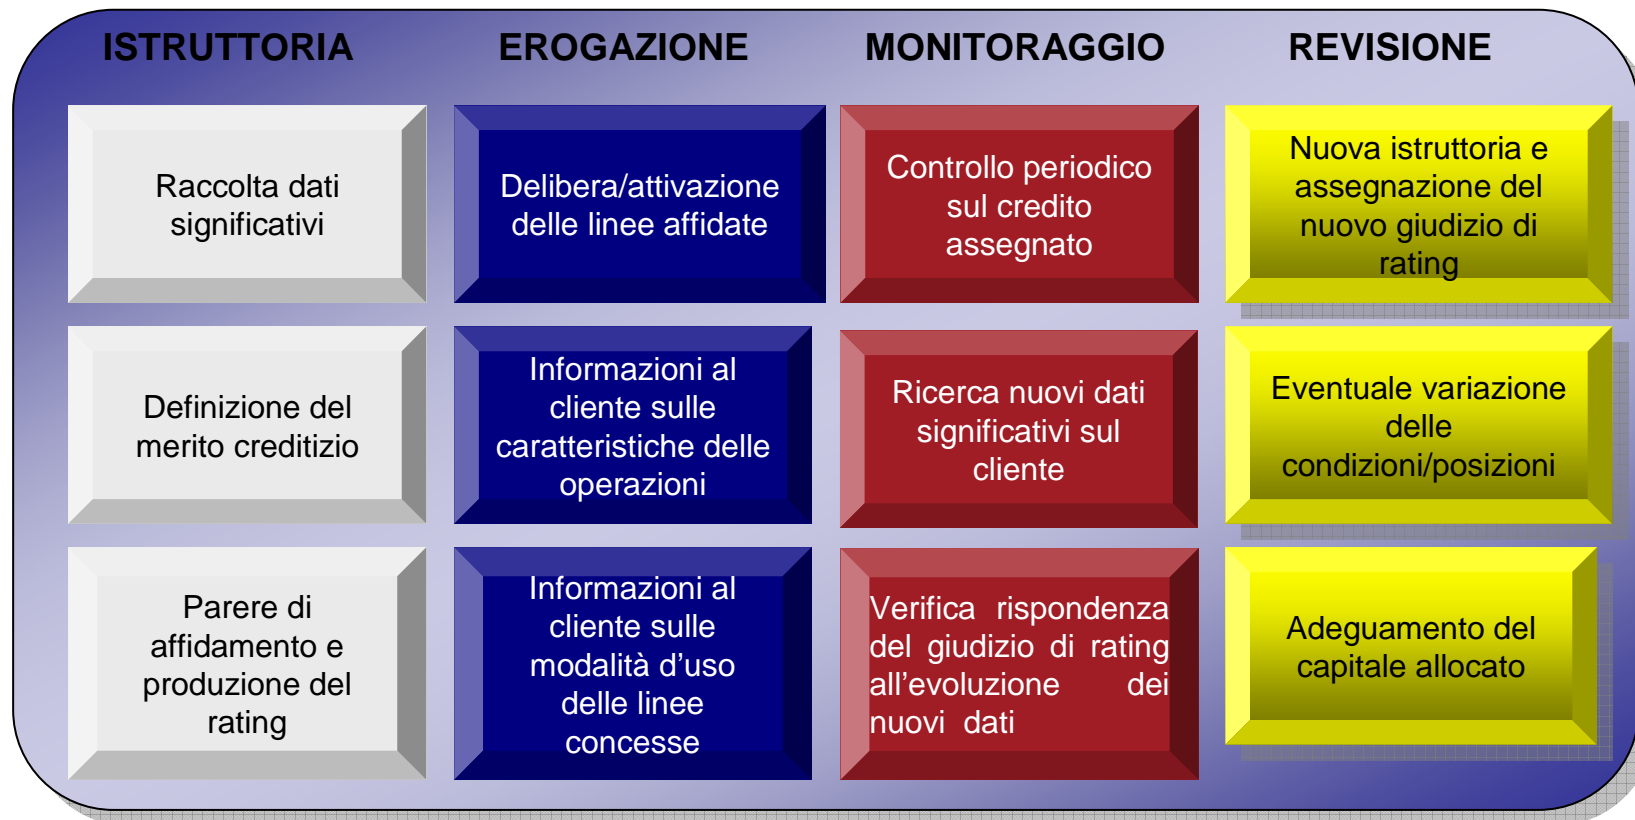 ISTRUTTORIA
EROGAZIONE
MONITORAGGIO
REVISIONE
Raccolta dati
significativi
Delibera/attivazione
delle linee affidate
Controllo periodico
sul credito
assegnato
Nuova istruttoria e
assegnazione del
nuovo giudizio di
rating
Definizione del
merito creditizio
Informazioni al
cliente sulle
caratteristiche delle
operazioni
Ricerca nuovi dati
significativi sul
cliente
Eventuale variazione
delle
condizioni/posizioni
Parere di
affidamento e
produzione del
rating
Informazioni al
cliente sulle
modalità d’uso
delle linee
concesse
Verifica rispondenza
del giudizio di rating
all’evoluzione dei
nuovi dati
Adeguamento del
capitale allocato